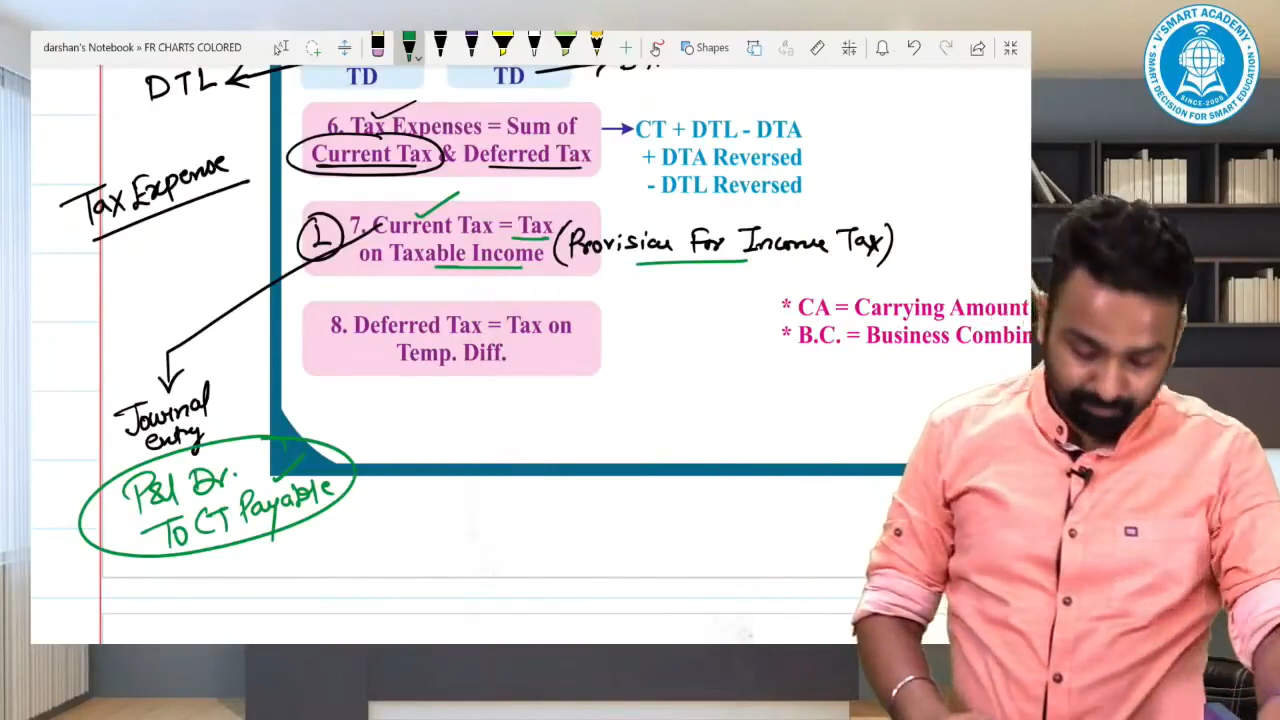 darshan's Notebook » FR CHARTS COLORED
Shapes
V'SMART ACADEMY
SMART DECISION FOR SMART EDUCATION
SINCE-2005
DTL
TD
TD
6. Tax Expenses = Sum of
Current Tax & Deferred Tax
CT + DTL - DTA
+ DTA Reversed
- DTL Reversed
Tax Expense
1
7. Current Tax = Tax
on Taxable Income
(Provision For Income Tax)
8. Deferred Tax = Tax on
Temp. Diff.
* CA = Carrying Amount
* B.C. = Business Combin
Journal
entry
P&L Dr.
To CT Payable